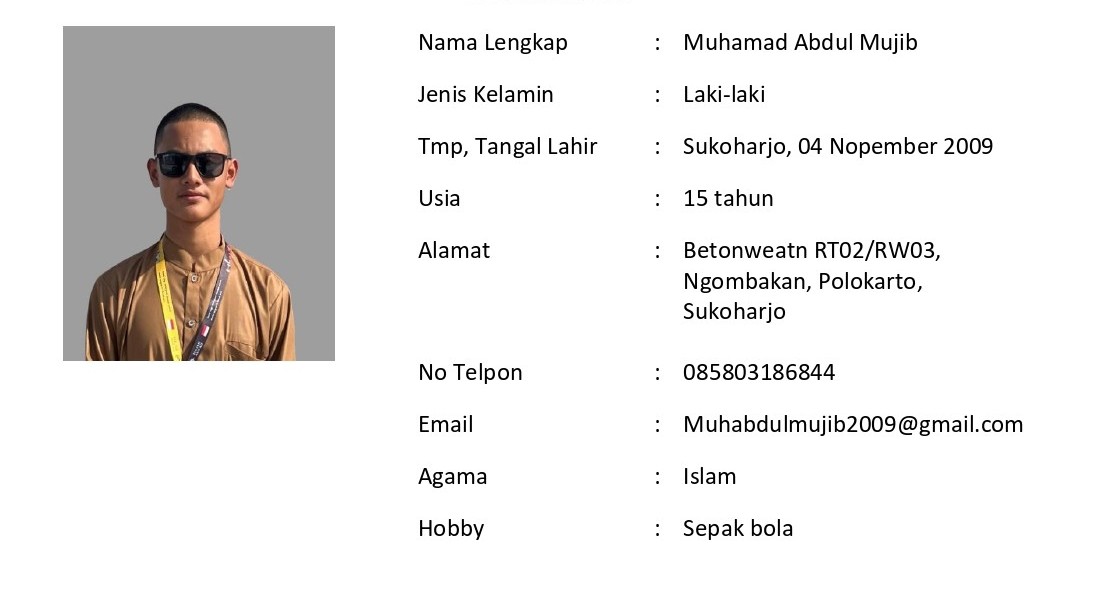 Nama Lengkap : Muhamad Abdul Mujib
Jenis Kelamin : Laki-laki
Tmp, Tangal Lahir : Sukoharjo, 04 Nopember 2009
Usia : 15 tahun
Alamat : Betonweatn RT02/RW03,
Ngombakan, Polokarto,
Sukoharjo
No Telpon : 085803186844
Email : Muhabdulmujib2009@gmail.com
Agama : Islam
Hobby : Sepak bola